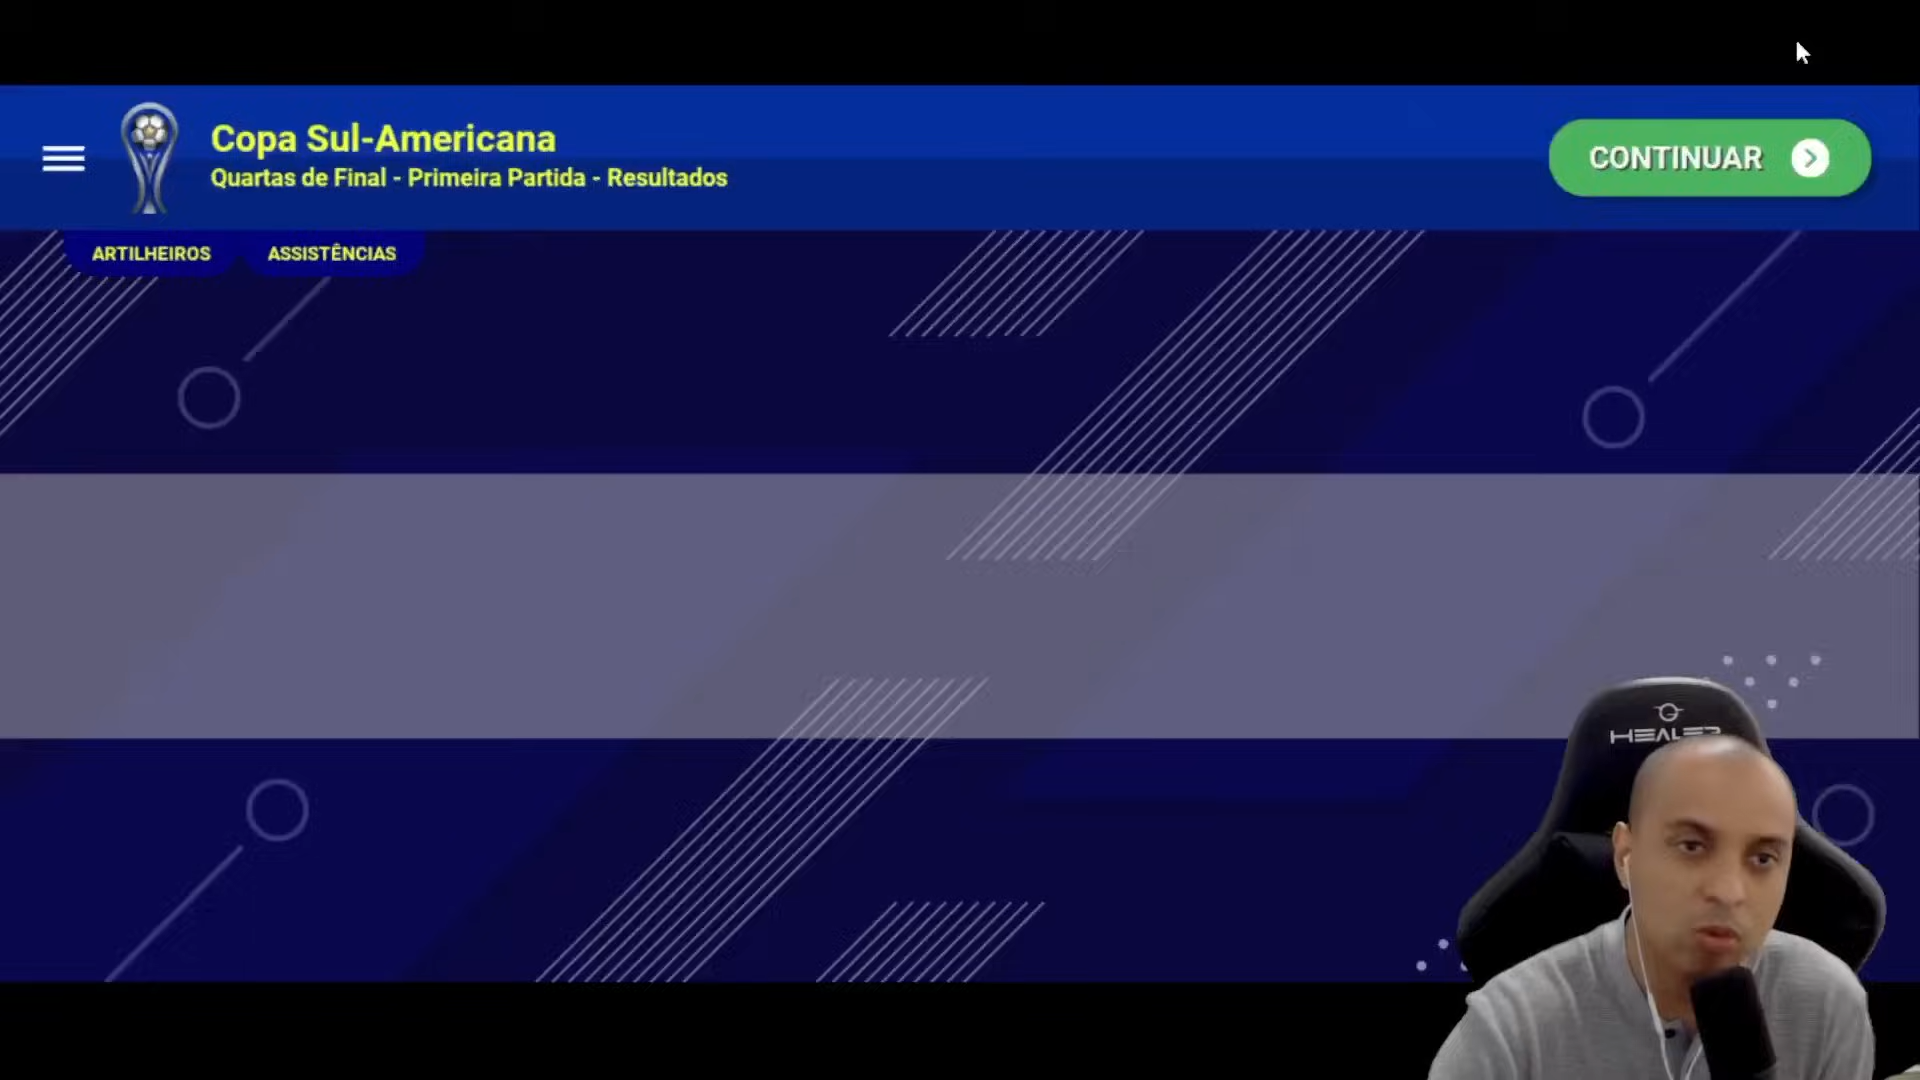 Copa Sul-Americana
Quartas de Final - Primeira Partida - Resultados
CONTINUAR
ARTILHEIROS
ASSISTÊNCIAS